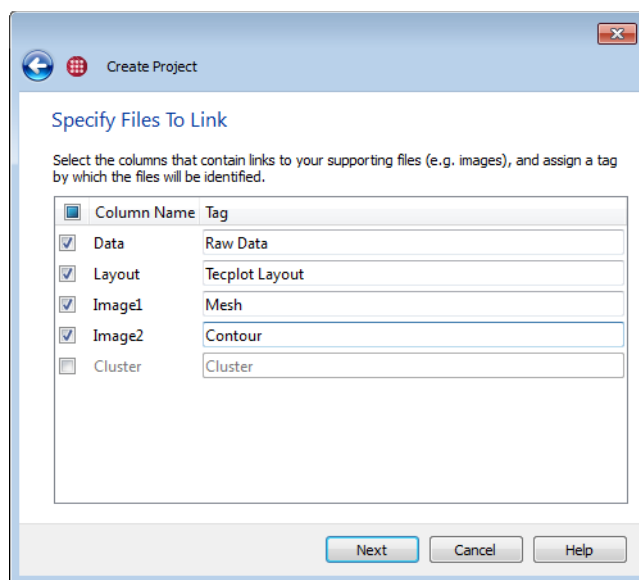 Create Project
Specify Files To Link
Select the columns that contain links to your supporting files (e.g. images), and assign a tag
by which the files will be identified.
Column Name Tag
Data Raw Data
Layout Tecplot Layout
Image1 Mesh
Image2 Contour
Cluster Cluster
Next Cancel Help